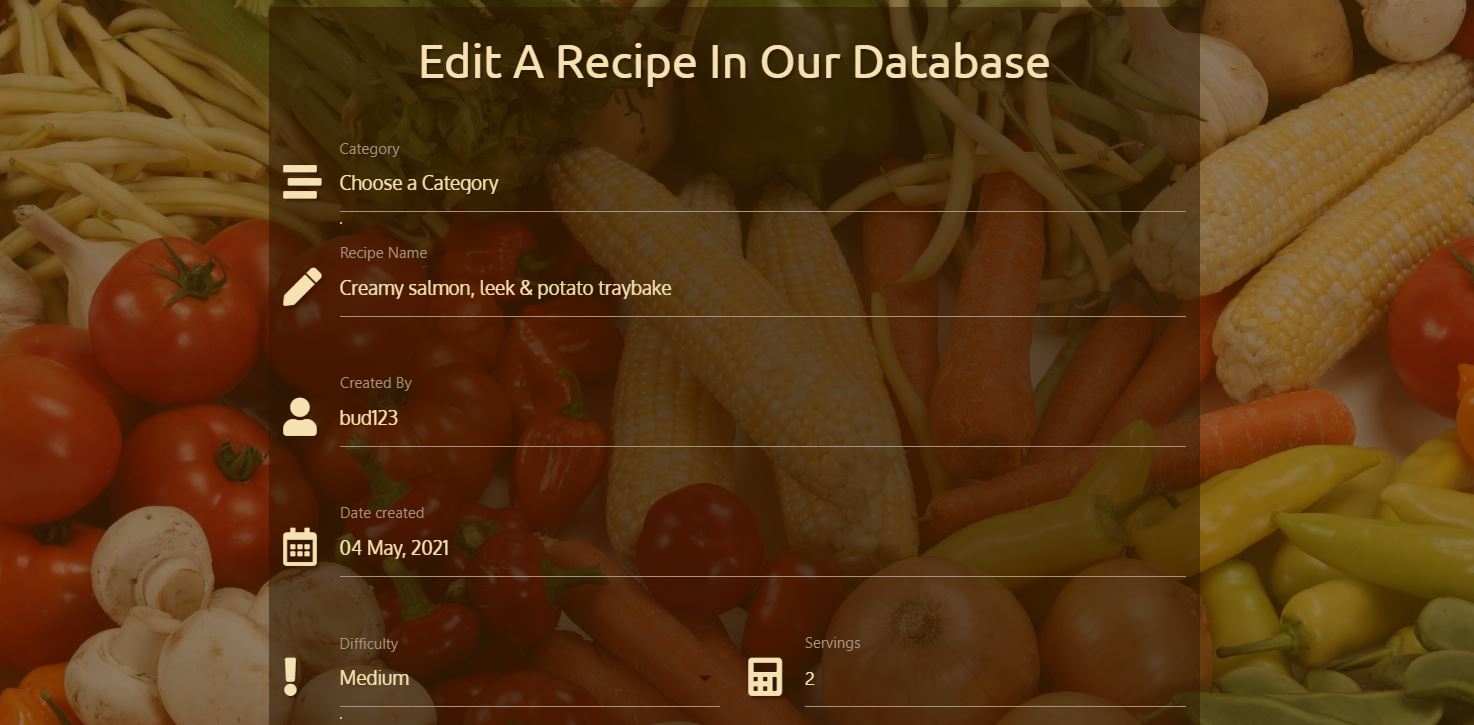 Edit A Recipe In Our Database
Category
Choose a Category
.
Recipe Name
Creamy salmon, leek & potato traybake
Created By
bud123
Date created
04 May, 2021
Difficulty
Medium
Servings
2
.